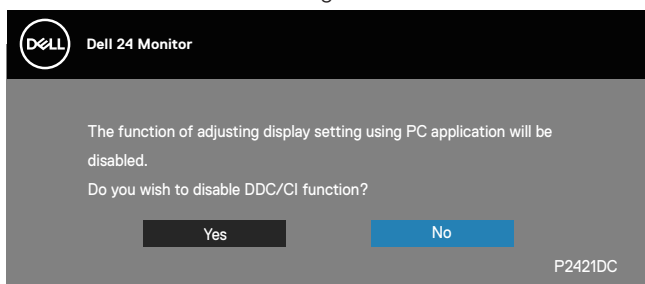 DELL
Dell 24 Monitor
The function of adjusting display setting using PC application will be
disabled.
Do you wish to disable DDC/CI function?
Yes No
P2421DC